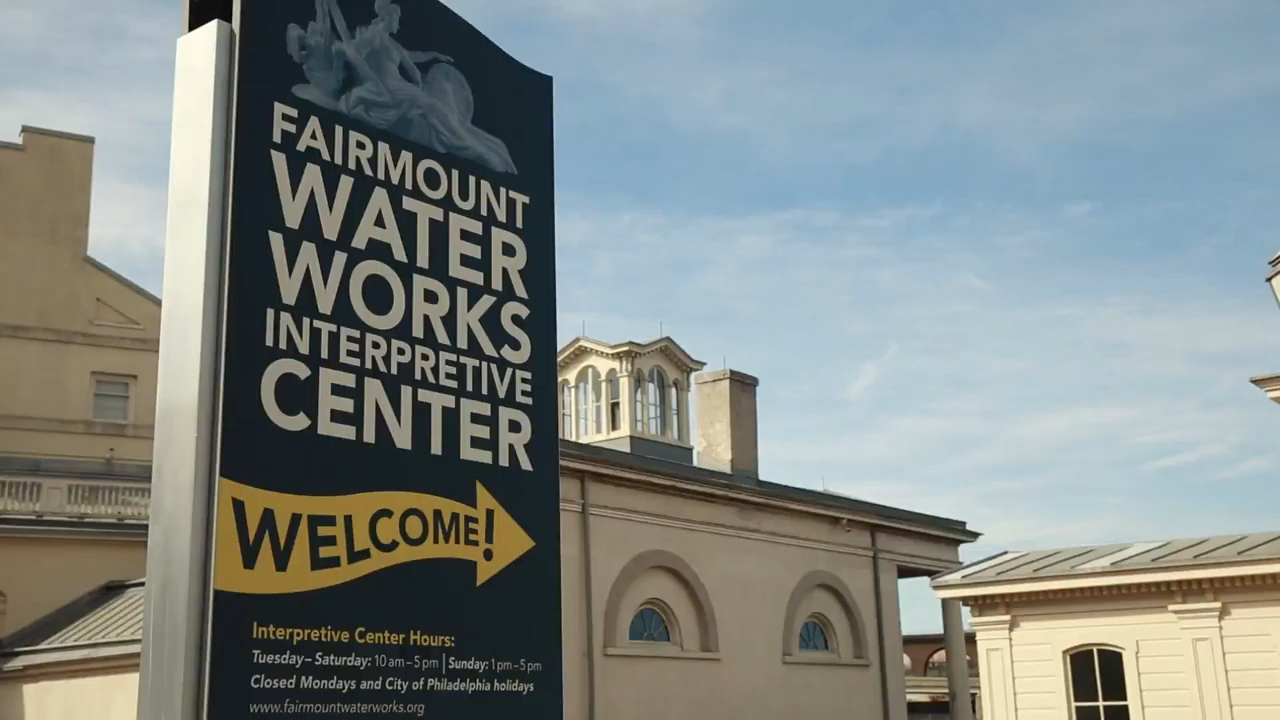 FAIRMOUNT
WATER
WORKS
INTERPRETIVE
CENTER
WELCOME!
Interpretive Center Hours:
Tuesday–Saturday: 10 am–5 pm | Sunday: 1 pm–5 pm
Closed Mondays and City of Philadelphia holidays
www.fairmountwaterworks.org